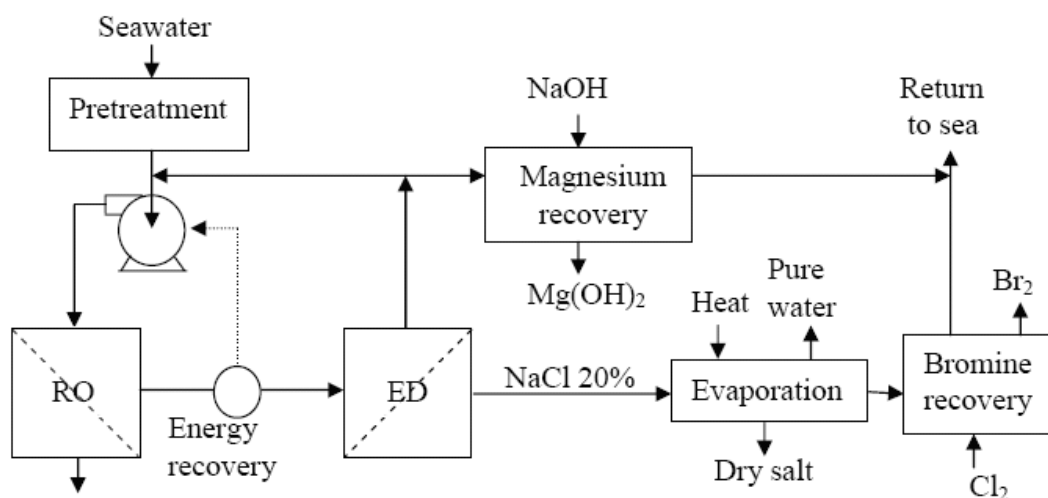 Seawater
Pretreatment
NaOH
Return
to sea
Magnesium
recovery
Mg(OH)₂
Pure
water
Heat
Br₂
RO
Energy
recovery
ED
NaCl 20%
Evaporation
Bromine
recovery
Dry salt
Cl₂